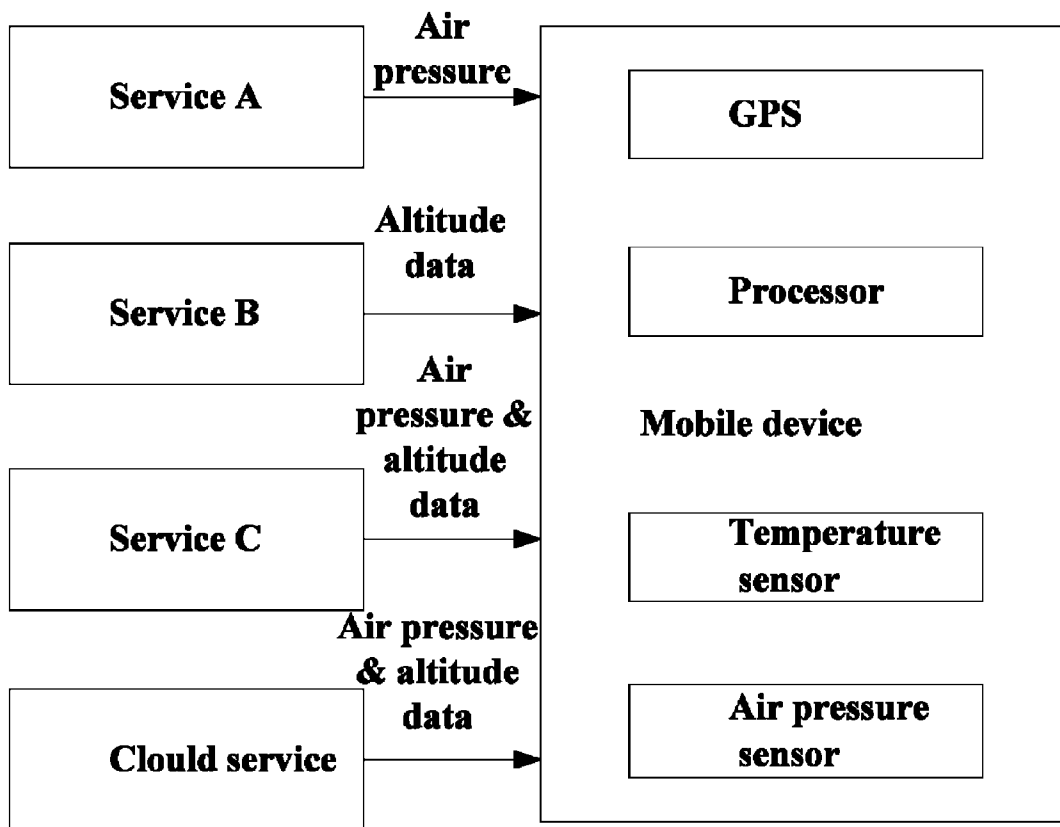 Air
pressure
Service A
GPS
Altitude
data
Service B
Processor
Air
pressure &
altitude
data
Mobile device
Service C
Temperature
sensor
Air pressure
& altitude
data
Clould service
Air pressure
sensor